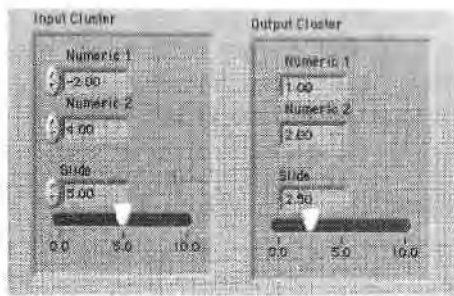 Input Cluster
Numeric 1
-2.00
Numeric 2
4.00
Slide
5.00
0.0 5.0 10.0
Output Cluster
Numeric 1
1.00
Numeric 2
2.00
Slide
2.50
0.0 5.0 10.0